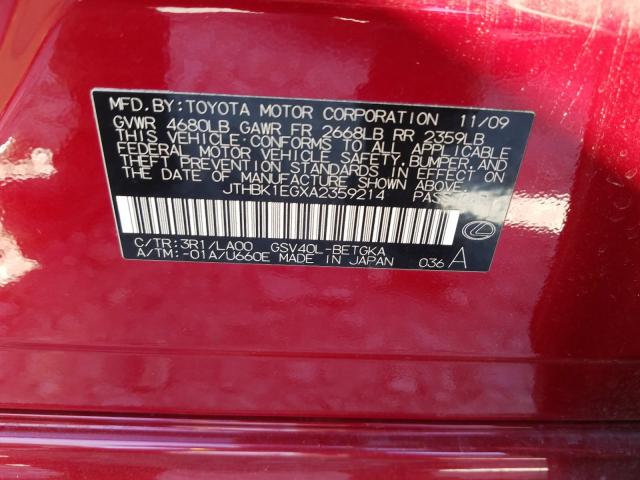 MFD. BY: TOYOTA MOTOR CORPORATION 11/09
GVWR 4680LB GAWR FR 2668LB RR 2359LB
THIS VEHICLE CONFORMS TO ALL APPLICABLE
FEDERAL MOTOR VEHICLE SAFETY, BUMPER, AND
THEFT PREVENTION STANDARDS IN EFFECT ON
THE DATE OF MANUFACTURE SHOWN ABOVE.
JTHBK1EGXA2359214
C/TR: 3R1/LA00 GSV40L-BETGKA
A/TM: -01A/U660E MADE IN JAPAN 036 A